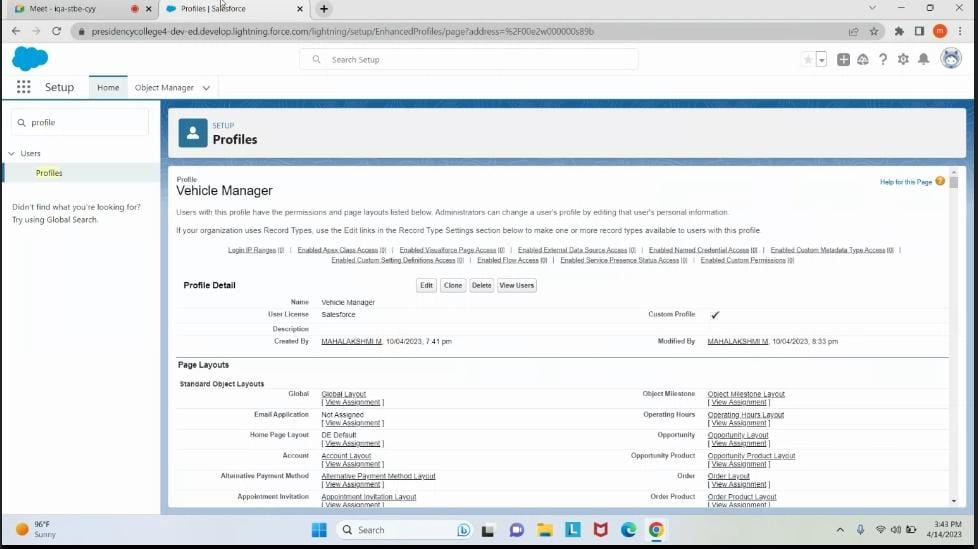 Meet - iqa-stbe-cyy
Profiles | Salesforce
presidencycollege4-dev-ed.develop.lightning.force.com/lightning/setup/EnhancedProfiles/page?address=%2F00e2w000000s89b
m
Search Setup
Setup
Home
Object Manager
profile
Users
Profiles
Didn't find what you're looking for?
Try using Global Search.
SETUP
Profiles
Profile
Vehicle Manager
Help for this Page
Users with this profile have the permissions and page layouts listed below. Administrators can change a user's profile by editing that user's personal information.
If your organization uses Record Types, use the Edit links in the Record Type Settings section below to make one or more record types available to users with this profile.
Login IP Ranges [0] | Enabled Apex Class Access [0] | Enabled Visualforce Page Access [0] | Enabled External Data Source Access [0] | Enabled Named Credential Access [0] | Enabled Custom Metadata Type Access [0] |
Enabled Custom Setting Definitions Access [0] | Enabled Flow Access [0] | Enabled Service Presence Status Access [0] | Enabled Custom Permissions [0]
Profile Detail Edit Clone Delete View Users
Name Vehicle Manager
User License Salesforce Custom Profile ✓
Description
Created By MAHALAKSHMI M, 10/04/2023, 7:41 pm Modified By MAHALAKSHMI M, 10/04/2023, 8:33 pm
Page Layouts
Standard Object Layouts
Global Global Layout Object Milestone Object Milestone Layout
[ View Assignment ] [ View Assignment ]
Email Application Not Assigned Operating Hours Operating Hours Layout
[ View Assignment ] [ View Assignment ]
Home Page Layout DE Default Opportunity Opportunity Layout
[ View Assignment ] [ View Assignment ]
Account Account Layout Opportunity Product Opportunity Product Layout
[ View Assignment ] [ View Assignment ]
Alternative Payment Method Alternative Payment Method Layout Order Order Layout
[ View Assignment ] [ View Assignment ]
Appointment Invitation Appointment Invitation Layout Order Product Order Product Layout
[ View Assignment ] [ View Assignment ]
96°F
Sunny
Search
3:43 PM
4/14/2023